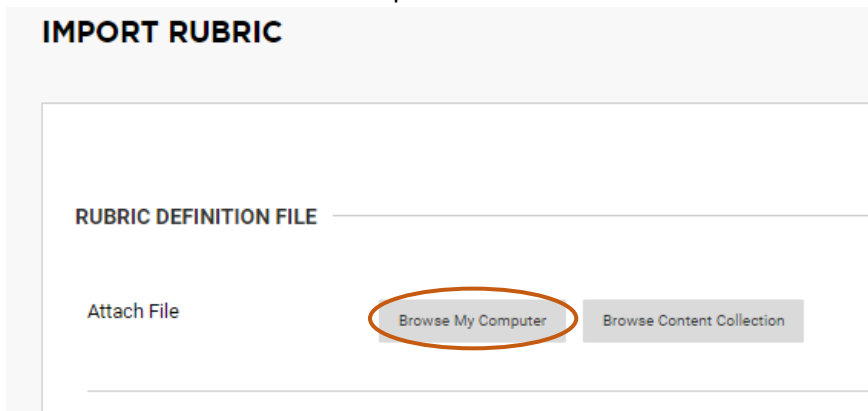 IMPORT RUBRIC
RUBRIC DEFINITION FILE
Attach File Browse My Computer Browse Content Collection